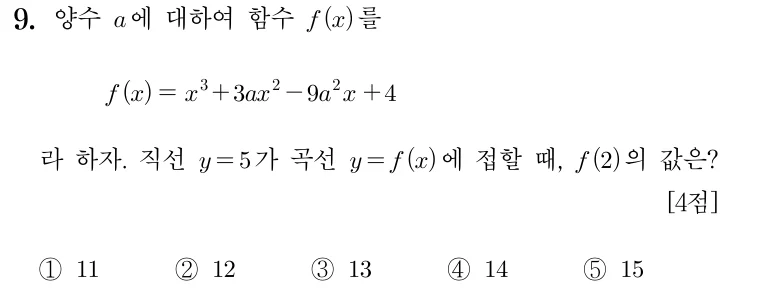 9. 양수 a에 대하여 함수 f(x)를
f(x) = x³+3ax²−9a²x+4
라 하자. 직선 y=5가 곡선 y=f(x)에 접할 때, f(2)의 값은?
[4점]
① 11 ② 12 ③ 13 ④ 14 ⑤ 15